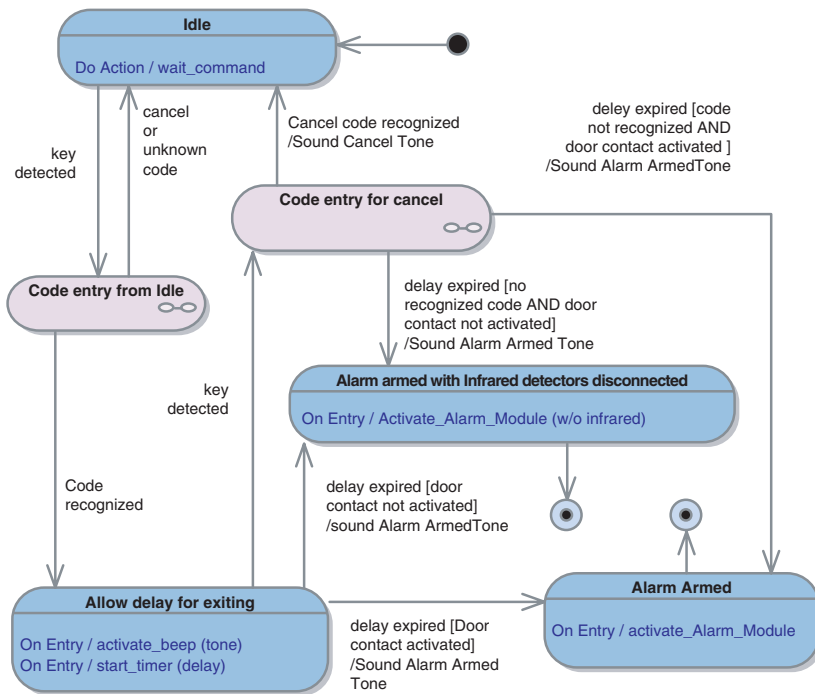 Idle
Do Action / wait_command
key
detected
cancel
or
unknown
code
Cancel code recognized
/Sound Cancel Tone
deley expired [code
not recognized AND
door contact activated ]
/Sound Alarm ArmedTone
Code entry for cancel
Code entry from Idle
delay expired [no
recognized code AND door
contact not activated]
/Sound Alarm Armed Tone
key
detected
Alarm armed with Infrared detectors disconnected
On Entry / Activate_Alarm_Module (w/o infrared)
Code
recognized
delay expired [door
contact not activated]
/sound Alarm ArmedTone
Allow delay for exiting
On Entry / activate_beep (tone)
On Entry / start_timer (delay)
delay expired [Door
contact activated]
/Sound Alarm Armed
Tone
Alarm Armed
On Entry / activate_Alarm_Module